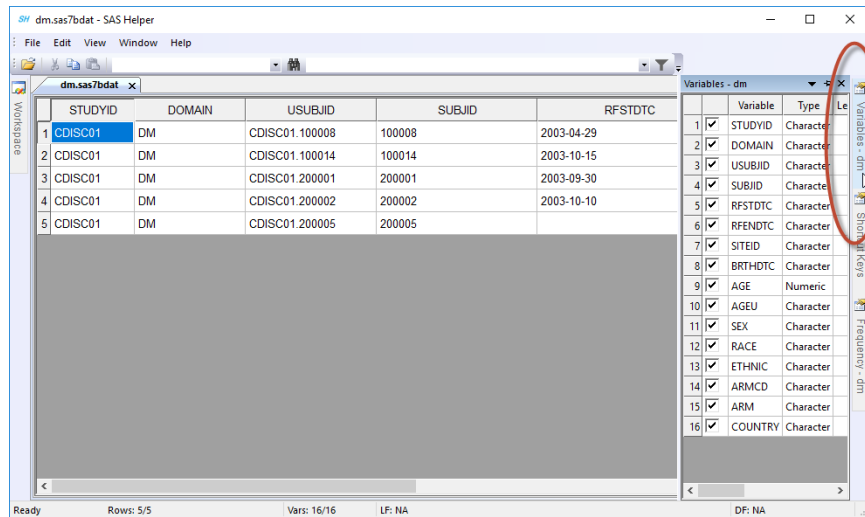 SH dm.sas7bdat - SAS Helper
File Edit View Window Help
dm.sas7bdat x
Workspace
STUDYID DOMAIN USUBJID SUBJID RFSTDTC
1 CDISC01 DM CDISC01.100008 100008 2003-04-29
2 CDISC01 DM CDISC01.100014 100014 2003-10-15
3 CDISC01 DM CDISC01.200001 200001 2003-09-30
4 CDISC01 DM CDISC01.200002 200002 2003-10-10
5 CDISC01 DM CDISC01.200005 200005
Variables - dm
Variable Type Le
1 STUDYID Character
2 DOMAIN Character
3 USUBJID Character
4 SUBJID Character
5 RFSTDTC Character
6 RFENDTC Character
7 SITEID Character
8 BRTHDTC Character
9 AGE Numeric
10 AGEU Character
11 SEX Character
12 RACE Character
13 ETHNIC Character
14 ARMCD Character
15 ARM Character
16 COUNTRY Character
Variables - dm
Shortcut Keys
Frequency - dm
Ready Rows: 5/5 Vars: 16/16 LF: NA DF: NA